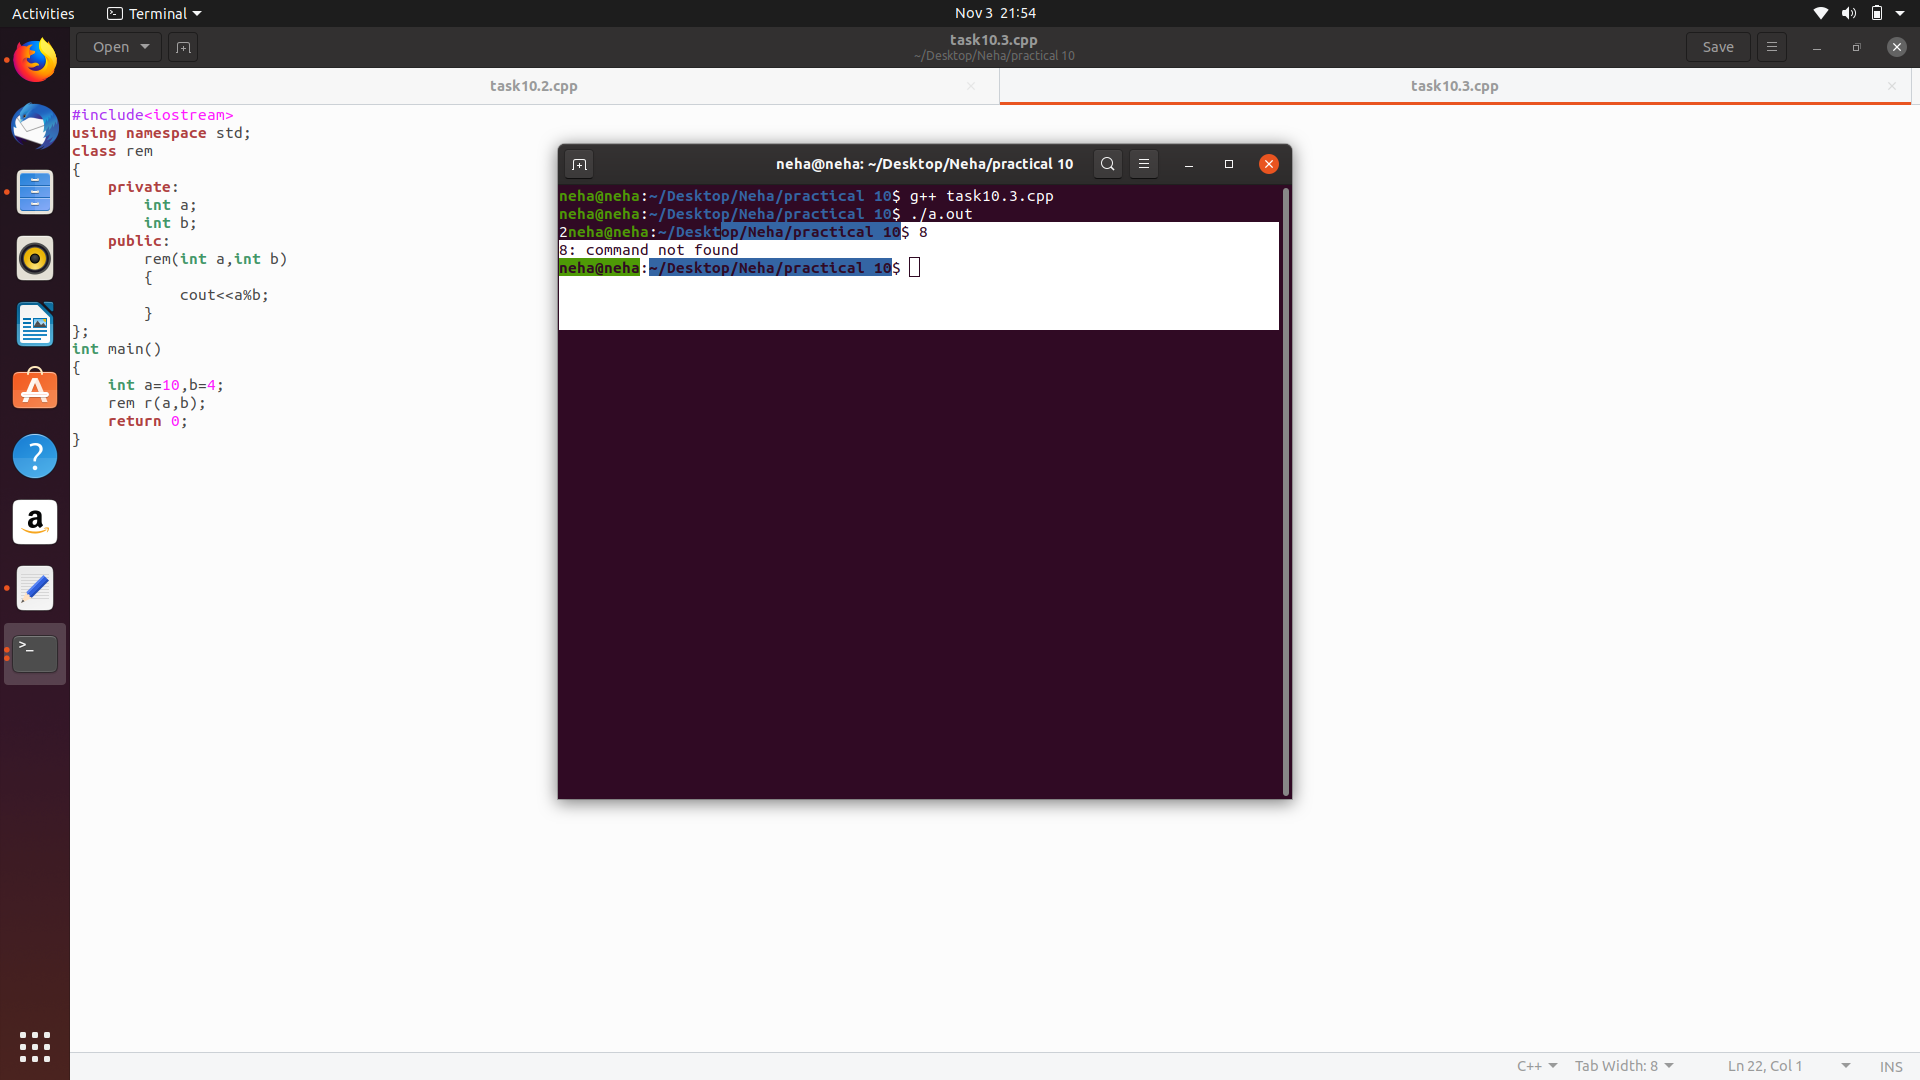 Activities
Terminal
Nov 3 21:54
Open
task10.3.cpp
~/Desktop/Neha/practical 10
Save
task10.2.cpp
task10.3.cpp
#include<iostream>
using namespace std;
class rem
{
    private:
        int a;
        int b;
    public:
        rem(int a,int b)
        {
            cout<<a%b;
        }
};
int main()
{
    int a=10,b=4;
    rem r(a,b);
    return 0;
}
neha@neha: ~/Desktop/Neha/practical 10
neha@neha:~/Desktop/Neha/practical 10$ g++ task10.3.cpp
neha@neha:~/Desktop/Neha/practical 10$ ./a.out
2neha@neha:~/Desktop/Neha/practical 10$ 8
8: command not found
neha@neha:~/Desktop/Neha/practical 10$
C++
Tab Width: 8
Ln 22, Col 1
INS